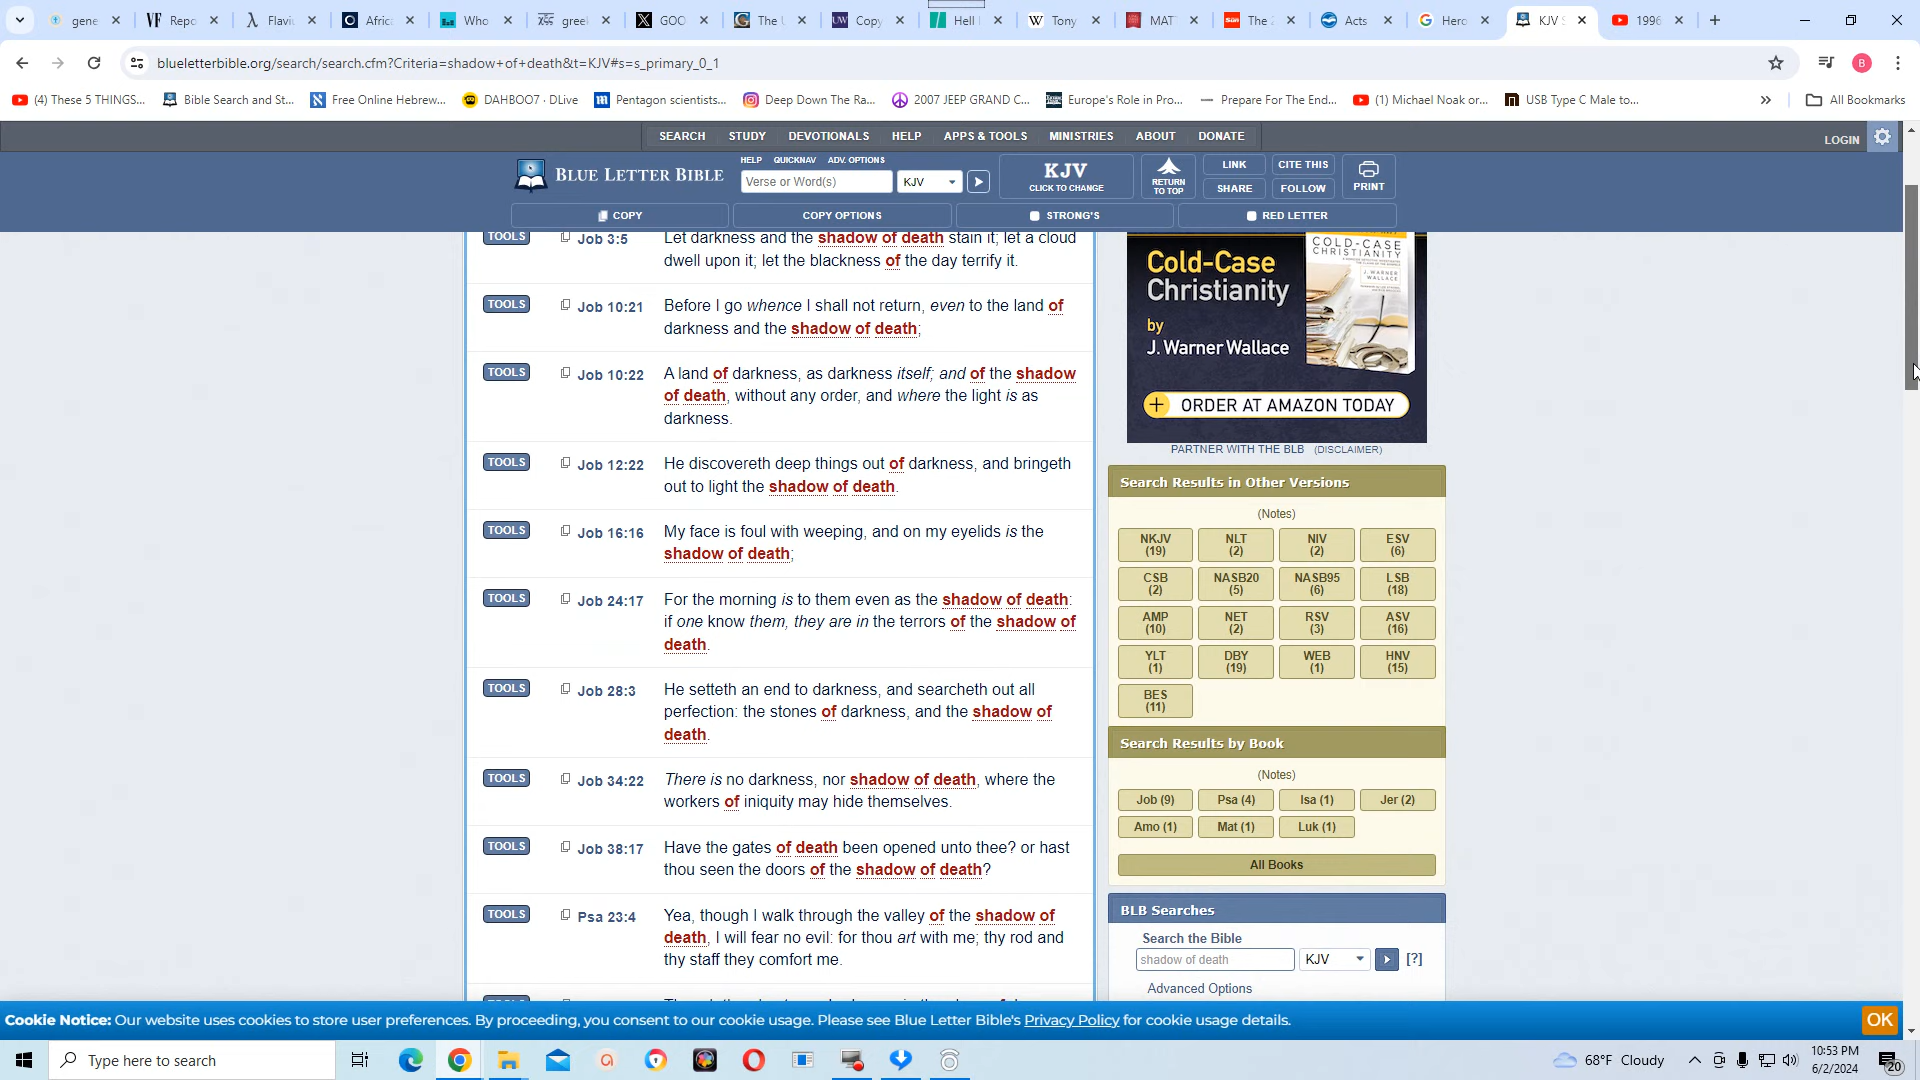 gene
Repo
Flaviu
Africa
Who
greek
GOO
The U
Copy
Hell
Tony
MAT
The 2
Acts
Hero
KJV S
1996
blueletterbible.org/search/search.cfm?Criteria=shadow+of+death&t=KJV#s=s_primary_0_1
B
(4) These 5 THINGS...
Bible Search and St...
Free Online Hebrew...
DAHBOO7 · DLive
Pentagon scientists...
Deep Down The Ra...
2007 JEEP GRAND C...
Europe's Role in Pro...
Prepare For The End...
(1) Michael Noak or...
USB Type C Male to...
All Bookmarks
SEARCH STUDY DEVOTIONALS HELP APPS & TOOLS MINISTRIES ABOUT DONATE
LOGIN
BLUE LETTER BIBLE
HELP QUICKNAV ADV. OPTIONS
Verse or Word(s)
KJV
KJV
CLICK TO CHANGE
RETURN
TO TOP
LINK
CITE THIS
SHARE
FOLLOW
PRINT
COPY
COPY OPTIONS
STRONG'S
RED LETTER
TOOLS
Job 3:5
Let darkness and the shadow of death stain it; let a cloud
dwell upon it; let the blackness of the day terrify it.
TOOLS
Job 10:21
Before I go whence I shall not return, even to the land of
darkness and the shadow of death;
TOOLS
Job 10:22
A land of darkness, as darkness itself; and of the shadow
of death, without any order, and where the light is as
darkness.
TOOLS
Job 12:22
He discovereth deep things out of darkness, and bringeth
out to light the shadow of death.
TOOLS
Job 16:16
My face is foul with weeping, and on my eyelids is the
shadow of death;
TOOLS
Job 24:17
For the morning is to them even as the shadow of death:
if one know them, they are in the terrors of the shadow of
death.
TOOLS
Job 28:3
He setteth an end to darkness, and searcheth out all
perfection: the stones of darkness, and the shadow of
death.
TOOLS
Job 34:22
There is no darkness, nor shadow of death, where the
workers of iniquity may hide themselves.
TOOLS
Job 38:17
Have the gates of death been opened unto thee? or hast
thou seen the doors of the shadow of death?
TOOLS
Psa 23:4
Yea, though I walk through the valley of the shadow of
death, I will fear no evil: for thou art with me; thy rod and
thy staff they comfort me.
Cold-Case
Christianity
by
J. Warner Wallace
COLD-CASE
CHRISTIANITY
ORDER AT AMAZON TODAY
PARTNER WITH THE BLB (DISCLAIMER)
Search Results in Other Versions
(Notes)
NKJV
(19)
NLT
(2)
NIV
(2)
ESV
(6)
CSB
(2)
NASB20
(5)
NASB95
(6)
LSB
(18)
AMP
(10)
NET
(2)
RSV
(3)
ASV
(16)
YLT
(1)
DBY
(19)
WEB
(1)
HNV
(15)
BES
(11)
Search Results by Book
(Notes)
Job (9)
Psa (4)
Isa (1)
Jer (2)
Amo (1)
Mat (1)
Luk (1)
All Books
BLB Searches
Search the Bible
shadow of death
KJV
[?]
Advanced Options
Cookie Notice: Our website uses cookies to store user preferences. By proceeding, you consent to our cookie usage. Please see Blue Letter Bible's Privacy Policy for cookie usage details.
OK
Type here to search
68°F Cloudy
10:53 PM
6/2/2024
20